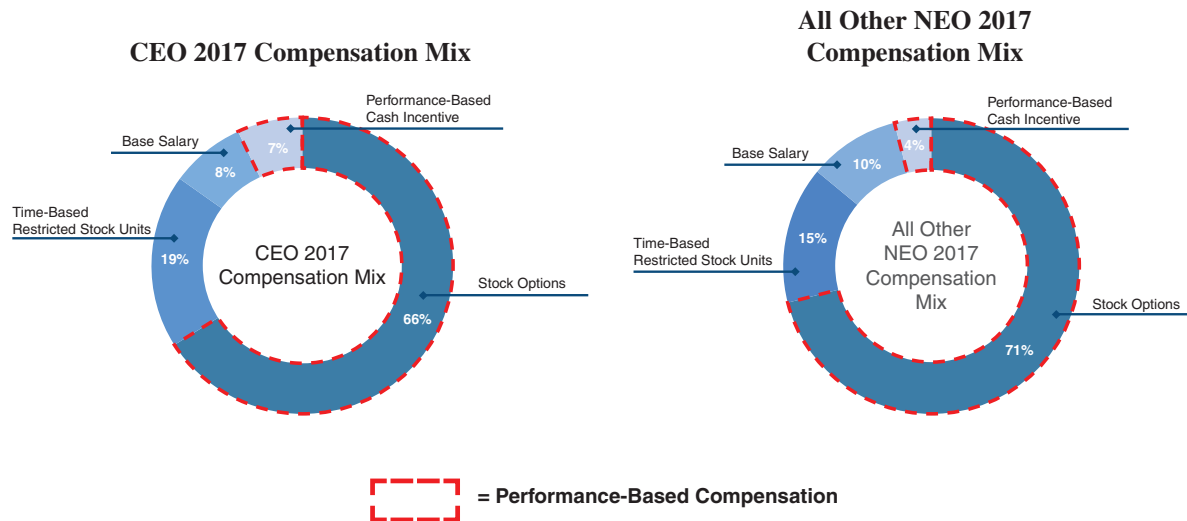 CEO 2017 Compensation Mix
Performance-Based
Cash Incentive
Base Salary
7%
8%
Time-Based
Restricted Stock Units
19%
CEO 2017
Compensation Mix
Stock Options
66%
All Other NEO 2017
Compensation Mix
Performance-Based
Cash Incentive
Base Salary
4%
10%
Time-Based
Restricted Stock Units
15%
All Other
NEO 2017
Compensation
Mix
Stock Options
71%
= Performance-Based Compensation